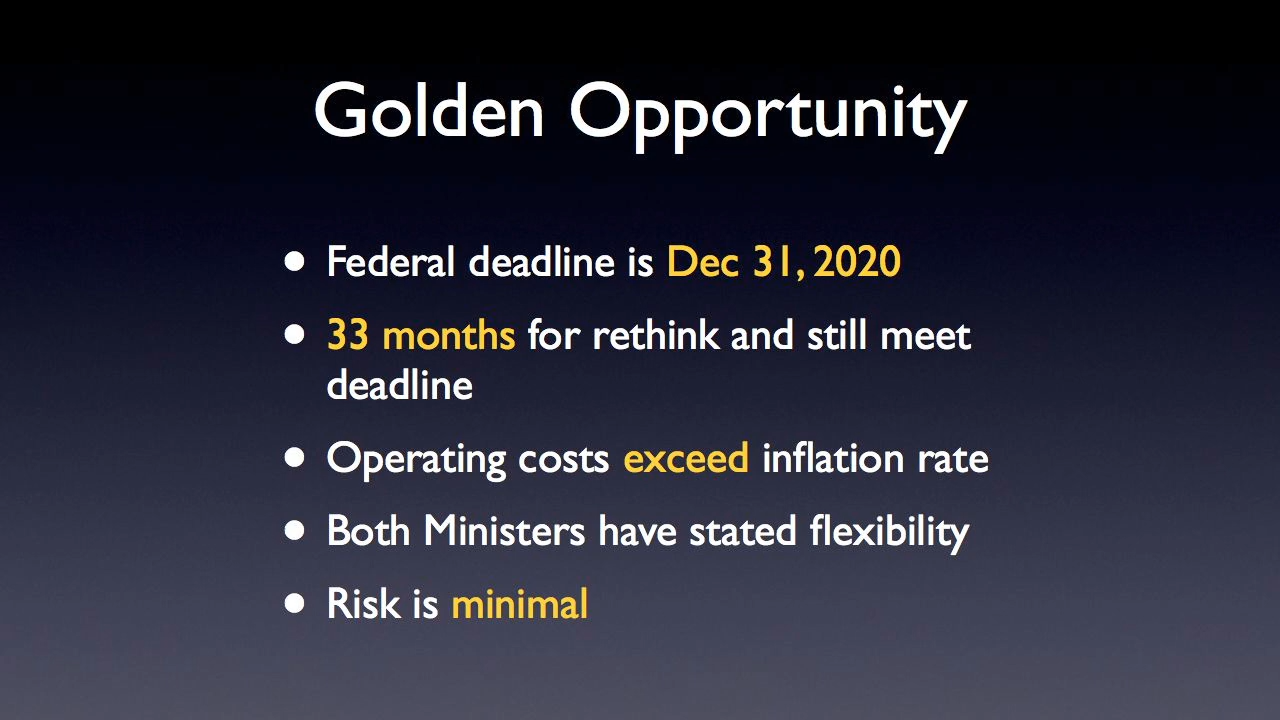 Golden Opportunity
• Federal deadline is Dec 31, 2020
• 33 months for rethink and still meet
deadline
• Operating costs exceed inflation rate
• Both Ministers have stated flexibility
• Risk is minimal